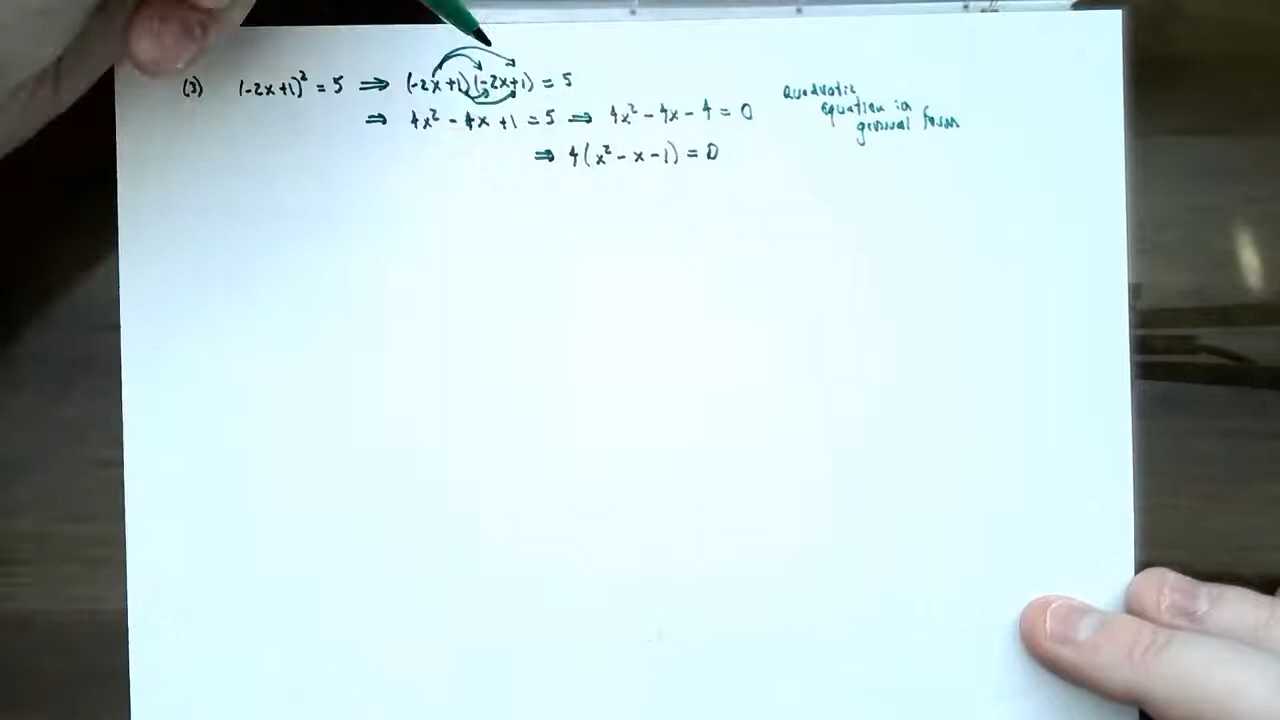 (3) (-2x+1)² = 5 ⇒ (-2x+1)(-2x+1) = 5
⇒ 4x² - 4x + 1 = 5 ⇒ 4x² - 4x - 4 = 0
⇒ 4(x² - x - 1) = 0
Quadratic
equation in
general form